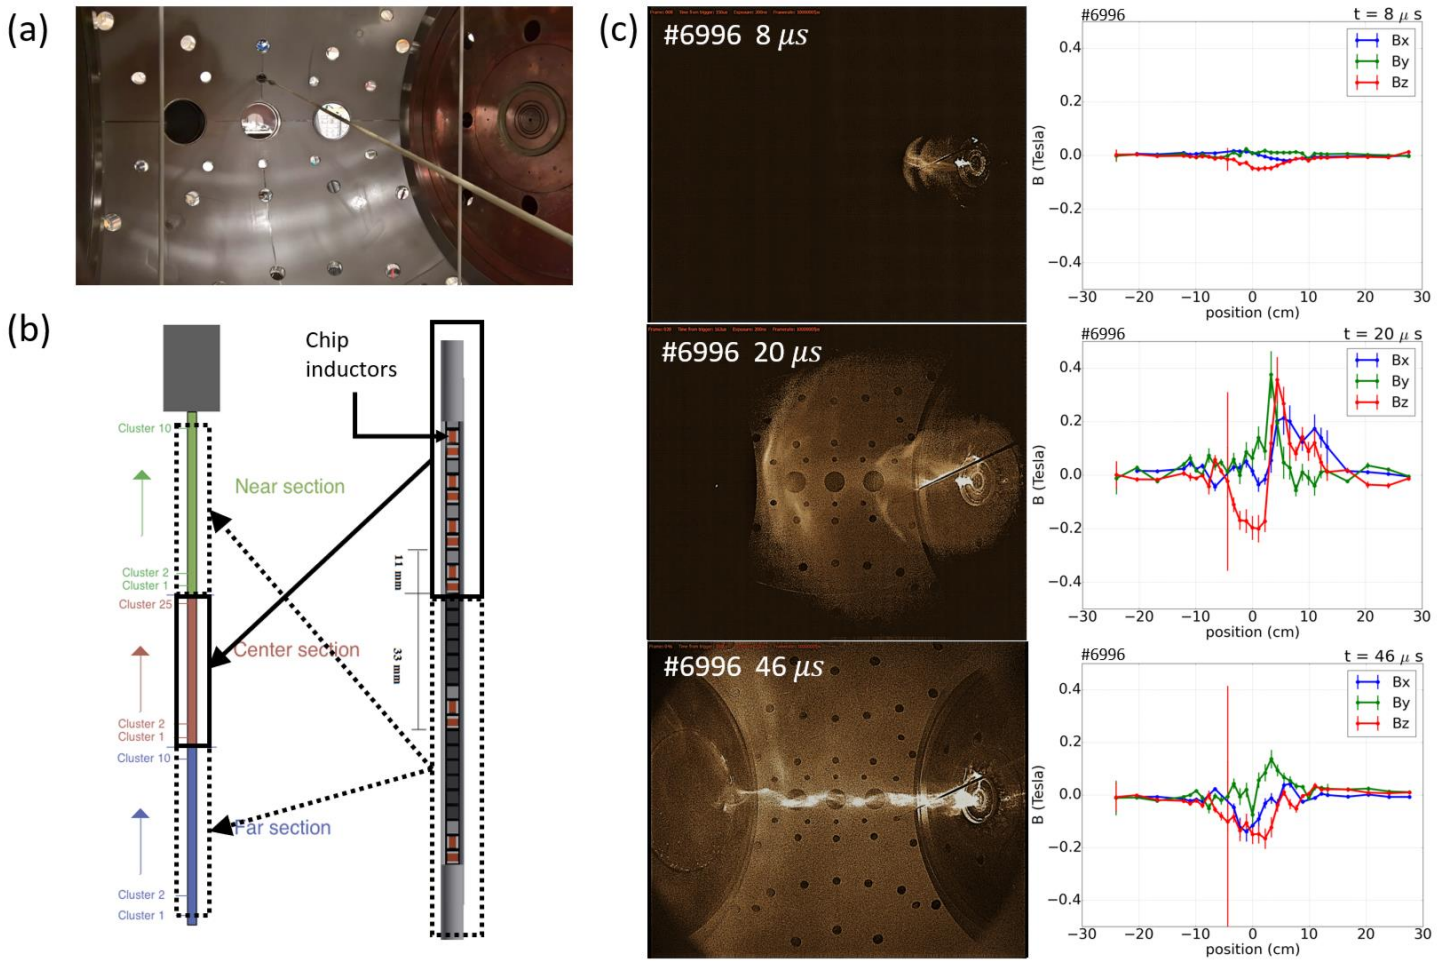 (a)
(b)
Chip
inductors
Cluster 10
Near section
Cluster 2
Cluster 1
Cluster 25
Center section
Cluster 2
Cluster 1
Cluster 10
Far section
Cluster 2
Cluster 1
11 mm
33 mm
(c)
#6996 8 μs
#6996
t = 8 μ s
Bx
By
Bz
B (Tesla)
0.4
0.2
0.0
−0.2
−0.4
−30 −20 −10 0 10 20 30
position (cm)
#6996 20 μs
#6996
t = 20 μ s
Bx
By
Bz
B (Tesla)
0.4
0.2
0.0
−0.2
−0.4
−30 −20 −10 0 10 20 30
position (cm)
#6996 46 μs
#6996
t = 46 μ s
Bx
By
Bz
B (Tesla)
0.4
0.2
0.0
−0.2
−0.4
−30 −20 −10 0 10 20 30
position (cm)